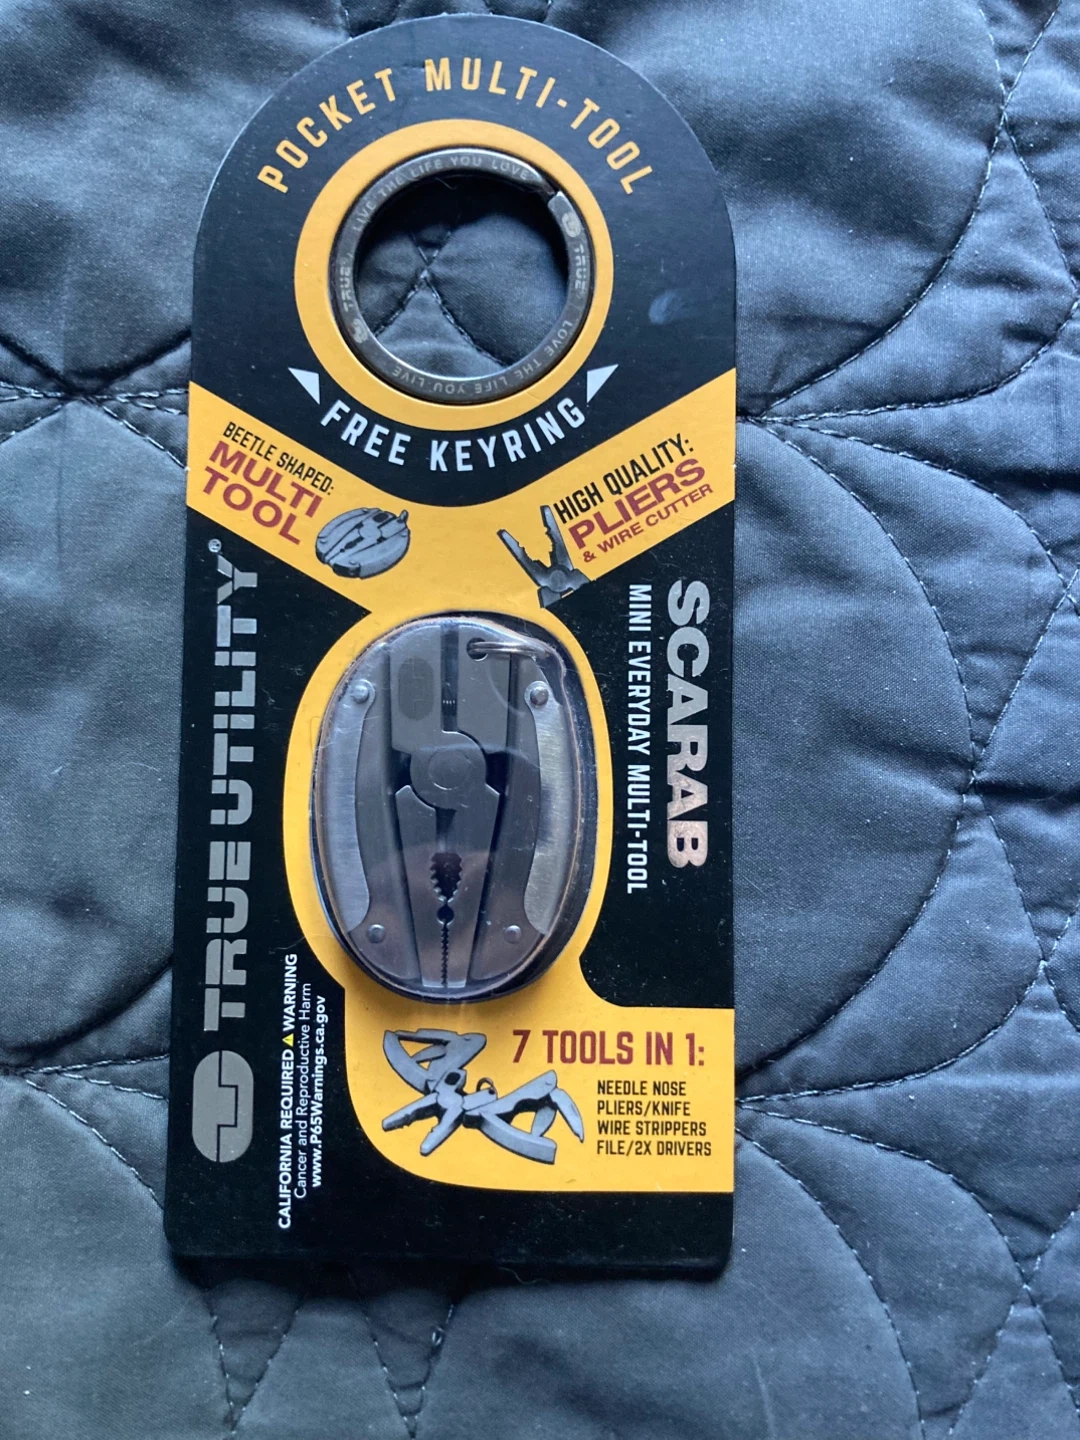 POCKET MULTI-TOOL
LIVE THE LIFE YOU LOVE
TRUE
LOVE THE LIFE YOU LIVE
TRUE
FREE KEYRING
BEETLE SHAPED:
MULTI
TOOL
HIGH QUALITY:
PLIERS
& WIRE CUTTER
TRUE UTILITY®
SCARAB
MINI EVERYDAY MULTI-TOOL
CALIFORNIA REQUIRED WARNING
Cancer and Reproductive Harm
www.P65Warnings.ca.gov
7 TOOLS IN 1:
NEEDLE NOSE
PLIERS/KNIFE
WIRE STRIPPERS
FILE/2X DRIVERS